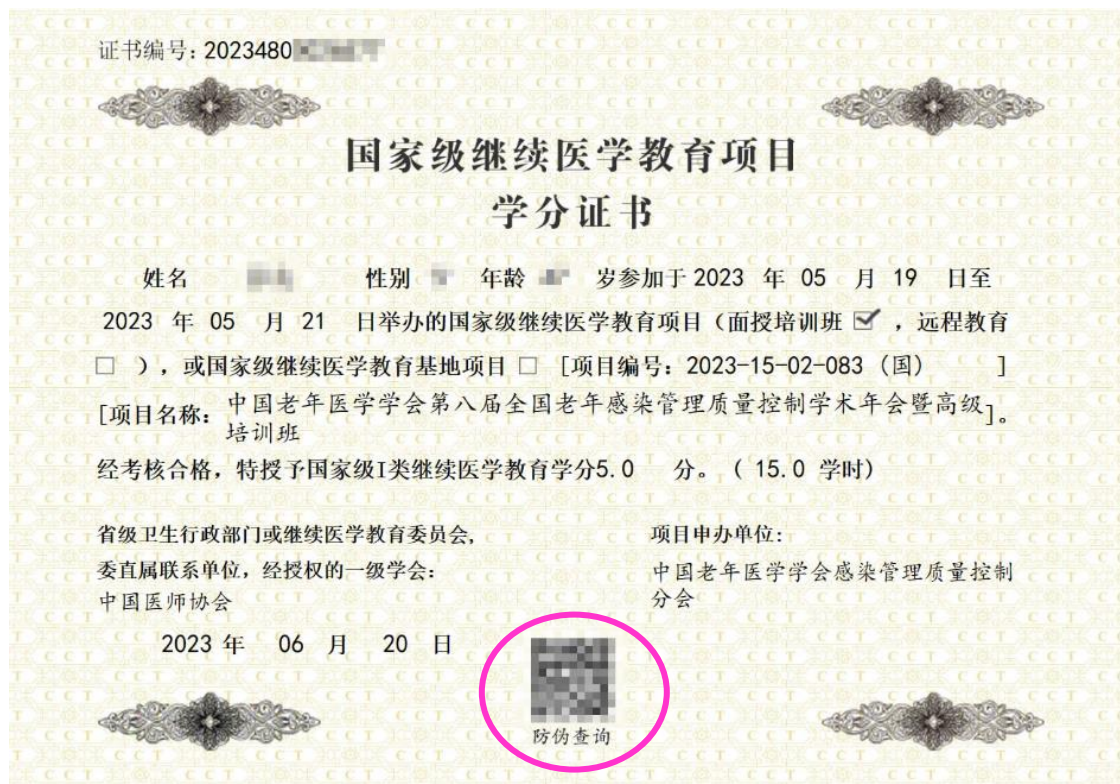 证书编号: 2023480
国家级继续医学教育项目
学分证书
姓名 性别 年龄 岁参加于 2023 年 05 月 19 日至
2023 年 05 月 21 日举办的国家级继续医学教育项目（面授培训班 ☑ ，远程教育
□ ），或国家级继续医学教育基地项目 □ [项目编号: 2023-15-02-083 (国) ]
[项目名称: 中国老年医学学会第八届全国老年感染管理质量控制学术年会暨高级
培训班 ]。
经考核合格，特授予国家级I类继续医学教育学分5.0 分。( 15.0 学时)
省级卫生行政部门或继续医学教育委员会,
委直属联系单位，经授权的一级学会:
中国医师协会
2023 年 06 月 20 日
项目申办单位:
中国老年医学学会感染管理质量控制
分会
防伪查询